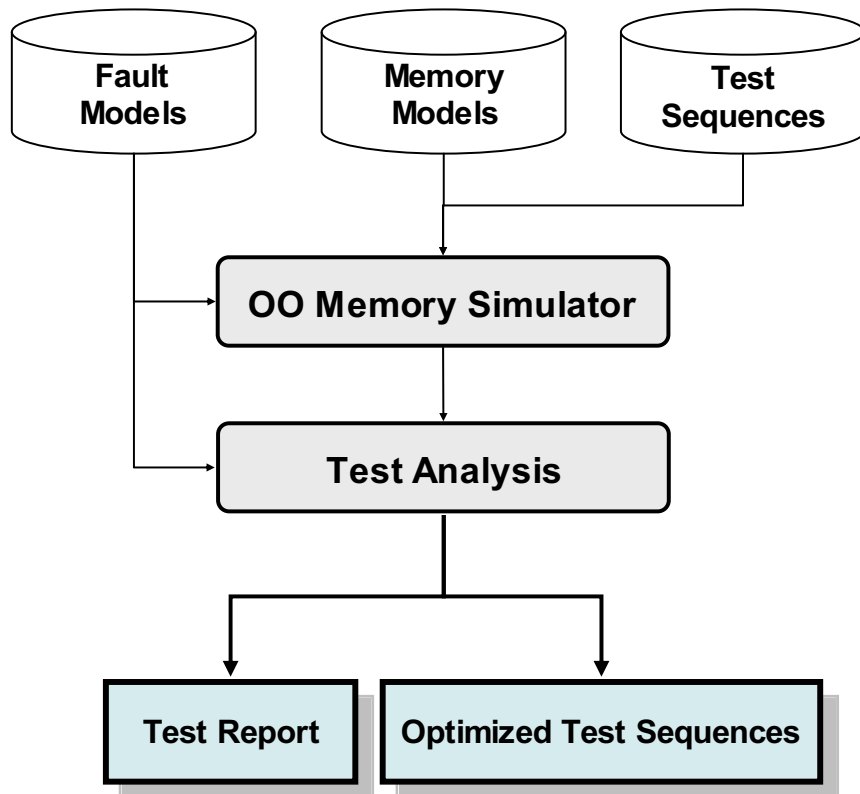 Fault
Models
Memory
Models
Test
Sequences
OO Memory Simulator
Test Analysis
Test Report
Optimized Test Sequences